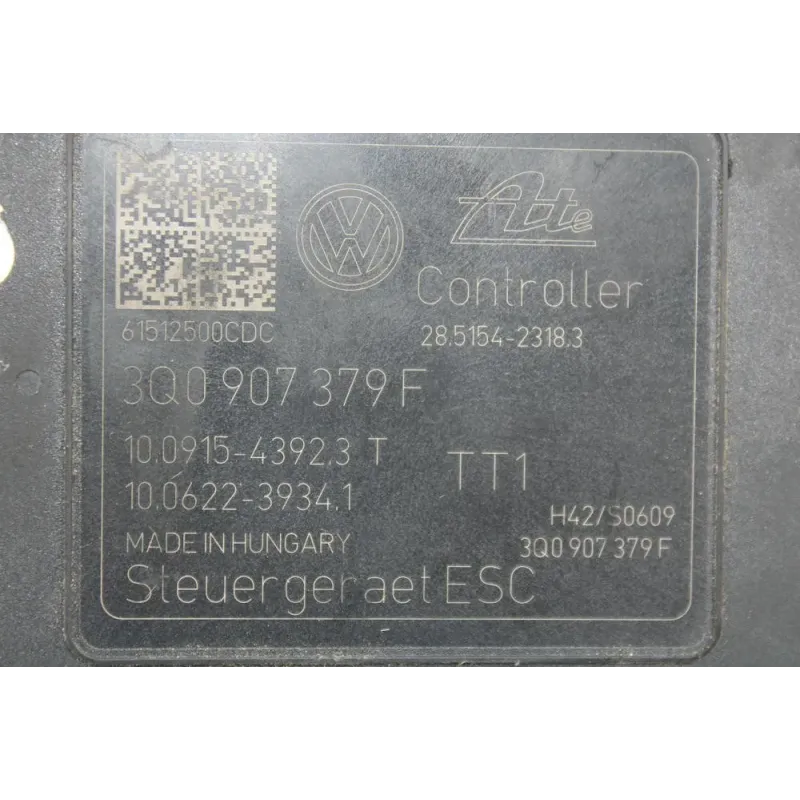 Ate
Controller
61512500CDC
28.5154-2318.3
3Q0 907 379 F
10.0915-4392.3 T
TT1
10.0622-3934.1
H42/S0609
MADE IN HUNGARY
3Q0 907 379 F
Steuergeraet ESC